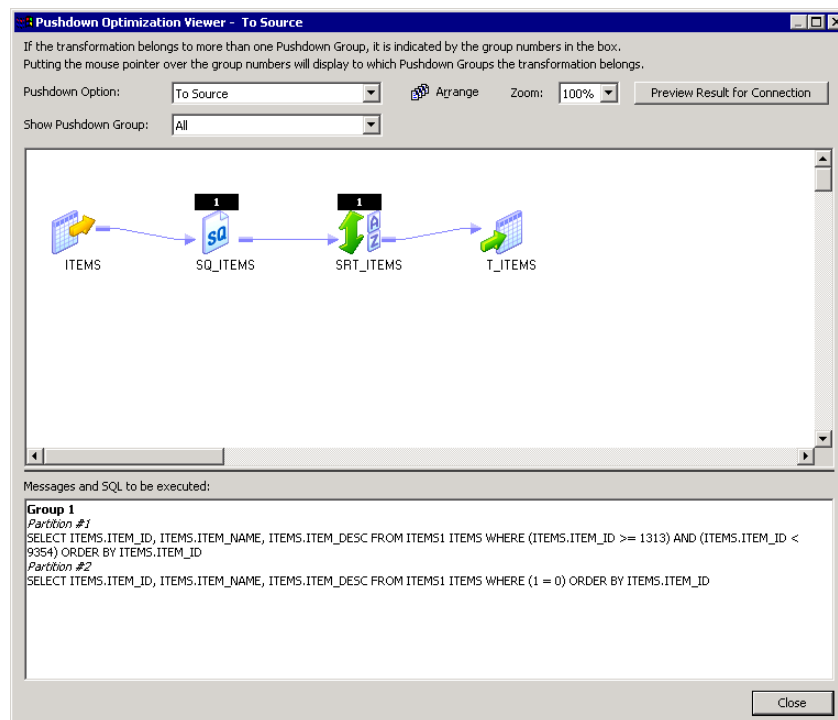 Pushdown Optimization Viewer - To Source
If the transformation belongs to more than one Pushdown Group, it is indicated by the group numbers in the box.
Putting the mouse pointer over the group numbers will display to which Pushdown Groups the transformation belongs.
Pushdown Option: To Source Arrange Zoom: 100% Preview Result for Connection
Show Pushdown Group: All
1 1
SQ A Z
ITEMS SQ_ITEMS SRT_ITEMS T_ITEMS
Messages and SQL to be executed:
Group 1
Partition #1
SELECT ITEMS.ITEM_ID, ITEMS.ITEM_NAME, ITEMS.ITEM_DESC FROM ITEMS1 ITEMS WHERE (ITEMS.ITEM_ID >= 1313) AND (ITEMS.ITEM_ID <
9354) ORDER BY ITEMS.ITEM_ID
Partition #2
SELECT ITEMS.ITEM_ID, ITEMS.ITEM_NAME, ITEMS.ITEM_DESC FROM ITEMS1 ITEMS WHERE (1 = 0) ORDER BY ITEMS.ITEM_ID
Close